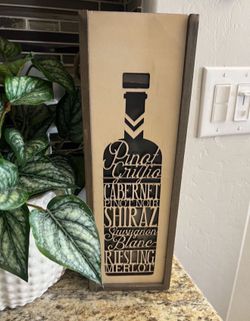 Pinot
Grigio
CABERNET
PINOT NOIR
SHIRAZ
Sauvignon
Blanc
RIESLING
MERLOT